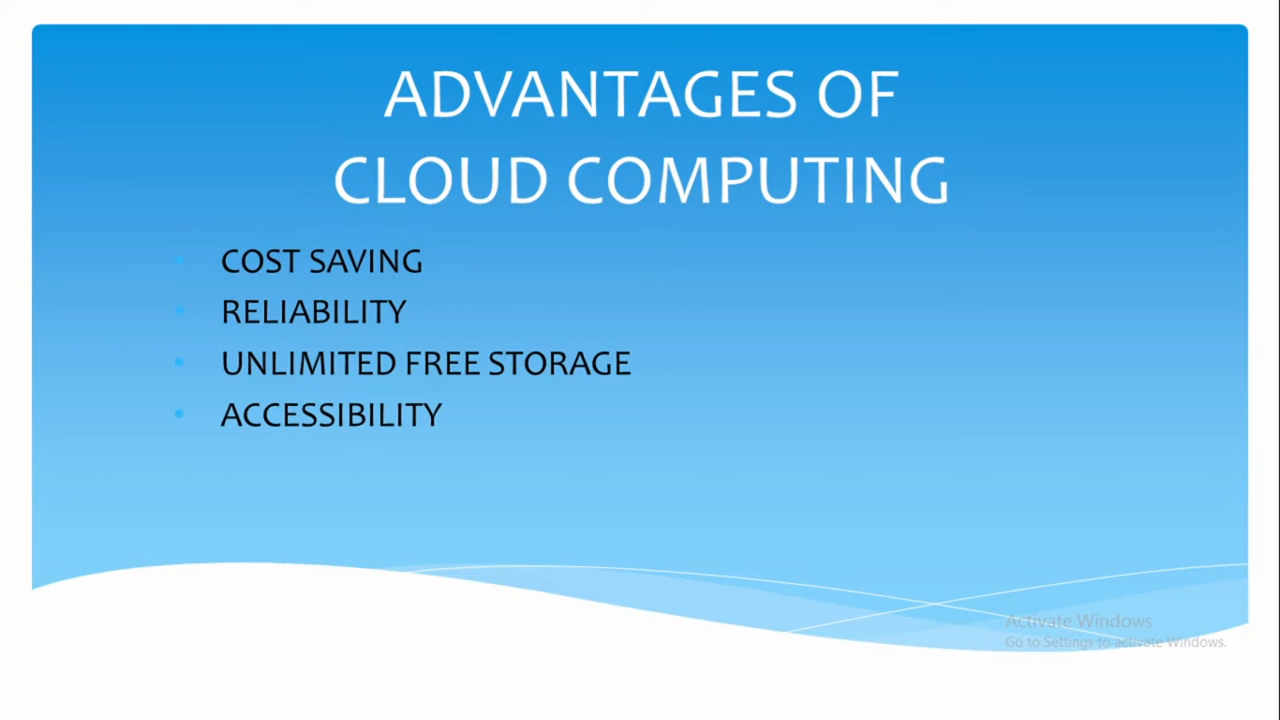 ADVANTAGES OF
CLOUD COMPUTING
COST SAVING
RELIABILITY
UNLIMITED FREE STORAGE
ACCESSIBILITY
Activate Windows
Go to Settings to activate Windows.